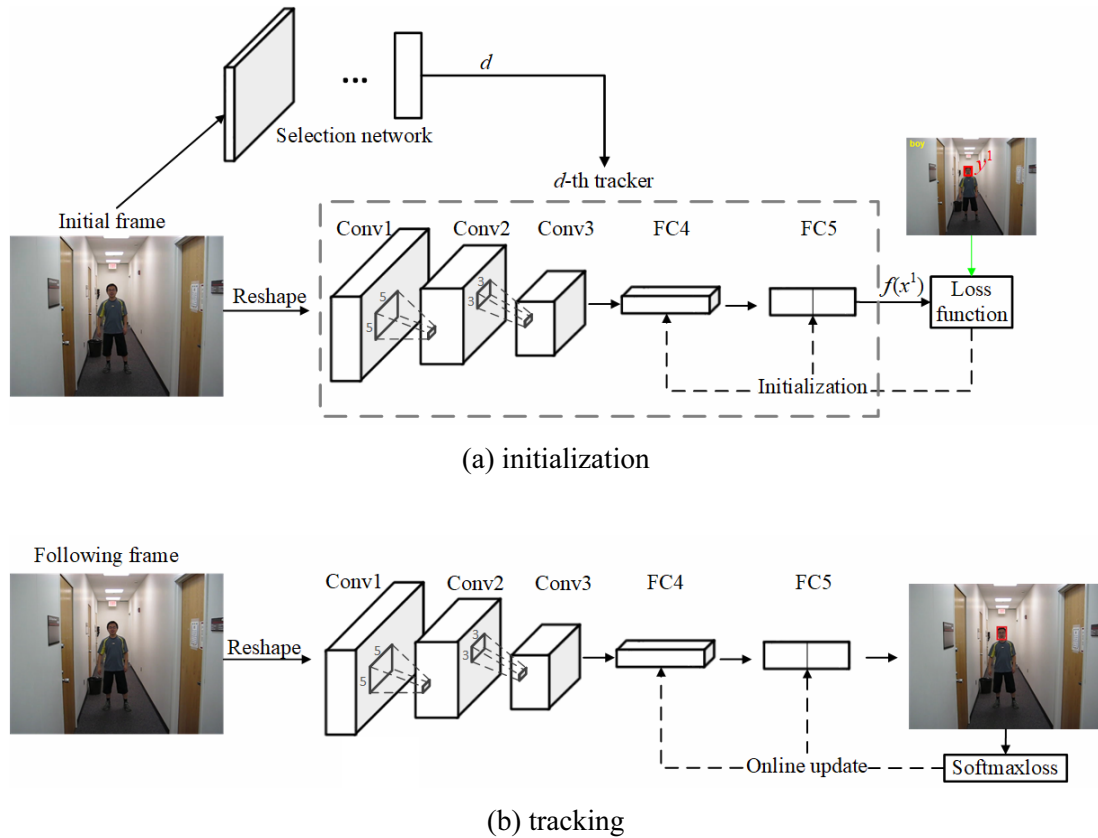 d
...
Selection network
d-th tracker
boy
Initial frame
Conv1
Conv2
Conv3
FC4
FC5
Reshape
5
5
3
3
f(x¹)
Loss
function
Initialization
(a) initialization
Following frame
Conv1
Conv2
Conv3
FC4
FC5
Reshape
5
5
3
3
Online update
Softmaxloss
(b) tracking